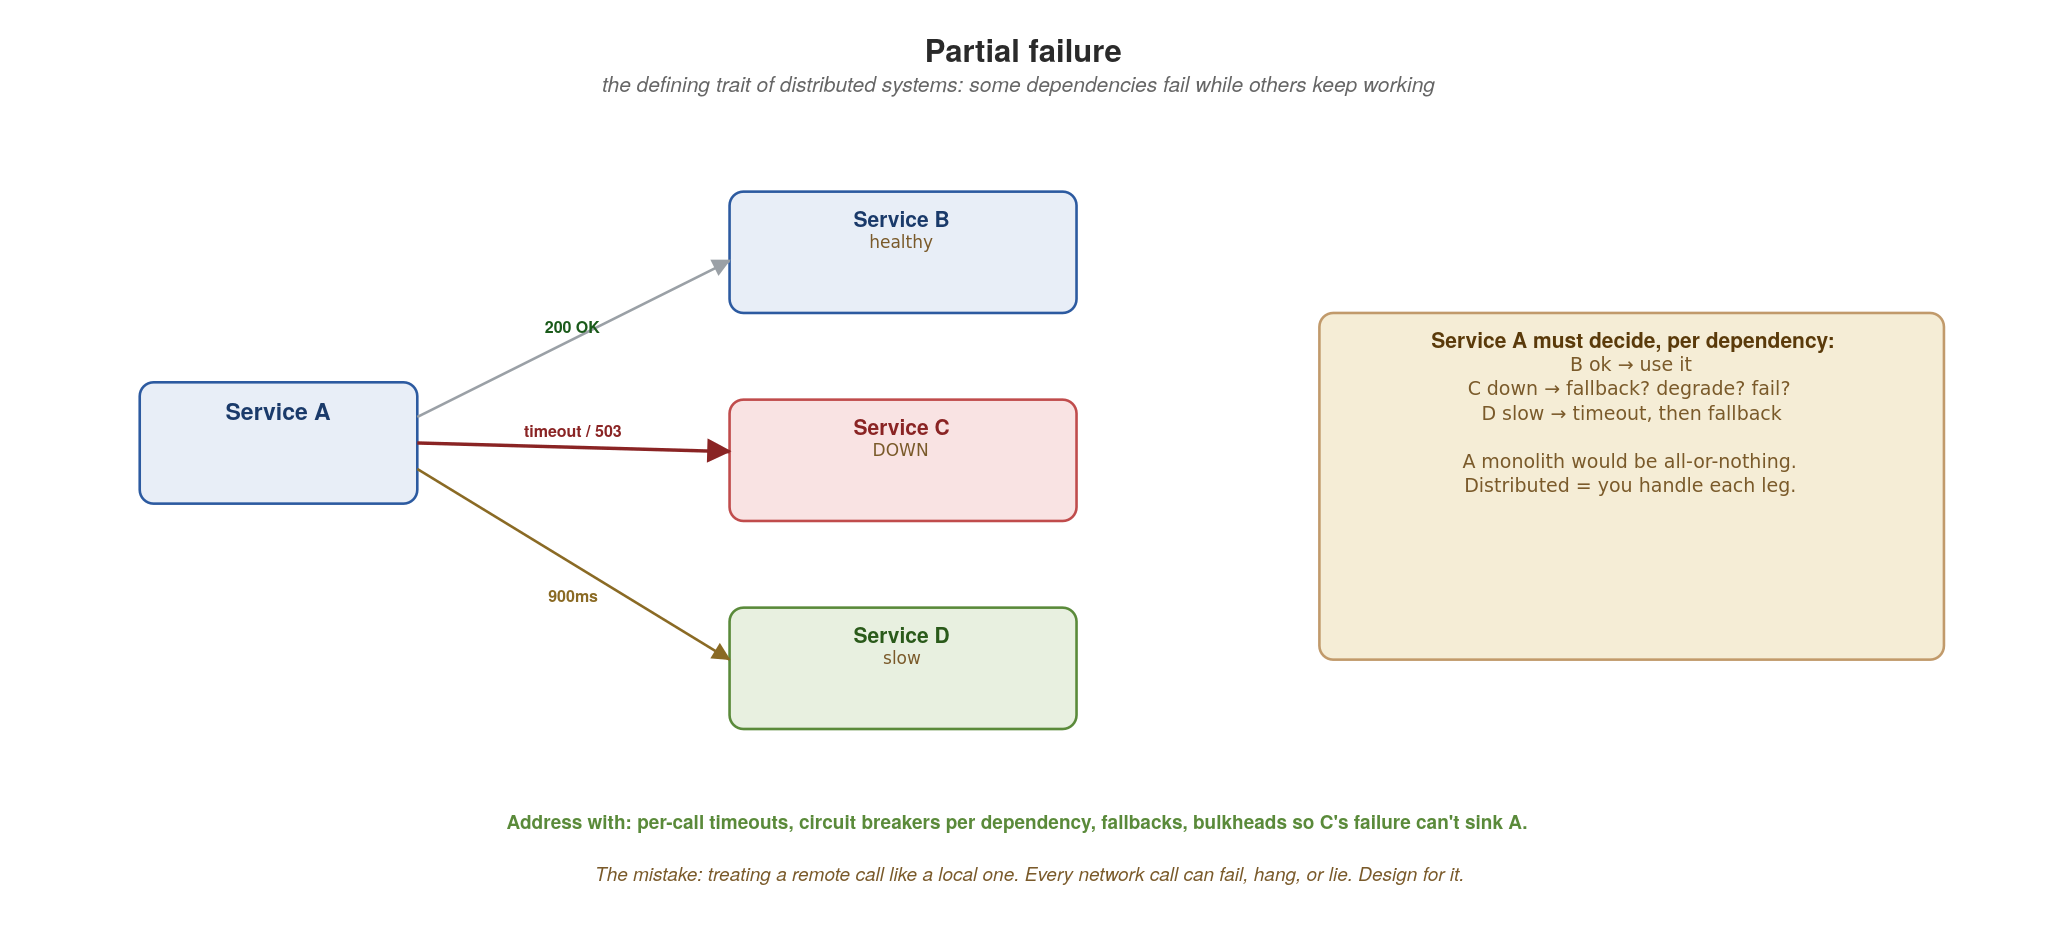 Partial failure
the defining trait of distributed systems: some dependencies fail while others keep working
Service A
200 OK
timeout / 503
900ms
Service B
healthy
Service C
DOWN
Service D
slow
Service A must decide, per dependency:
B ok → use it
C down → fallback? degrade? fail?
D slow → timeout, then fallback
A monolith would be all-or-nothing.
Distributed = you handle each leg.
Address with: per-call timeouts, circuit breakers per dependency, fallbacks, bulkheads so C's failure can't sink A.
The mistake: treating a remote call like a local one. Every network call can fail, hang, or lie. Design for it.